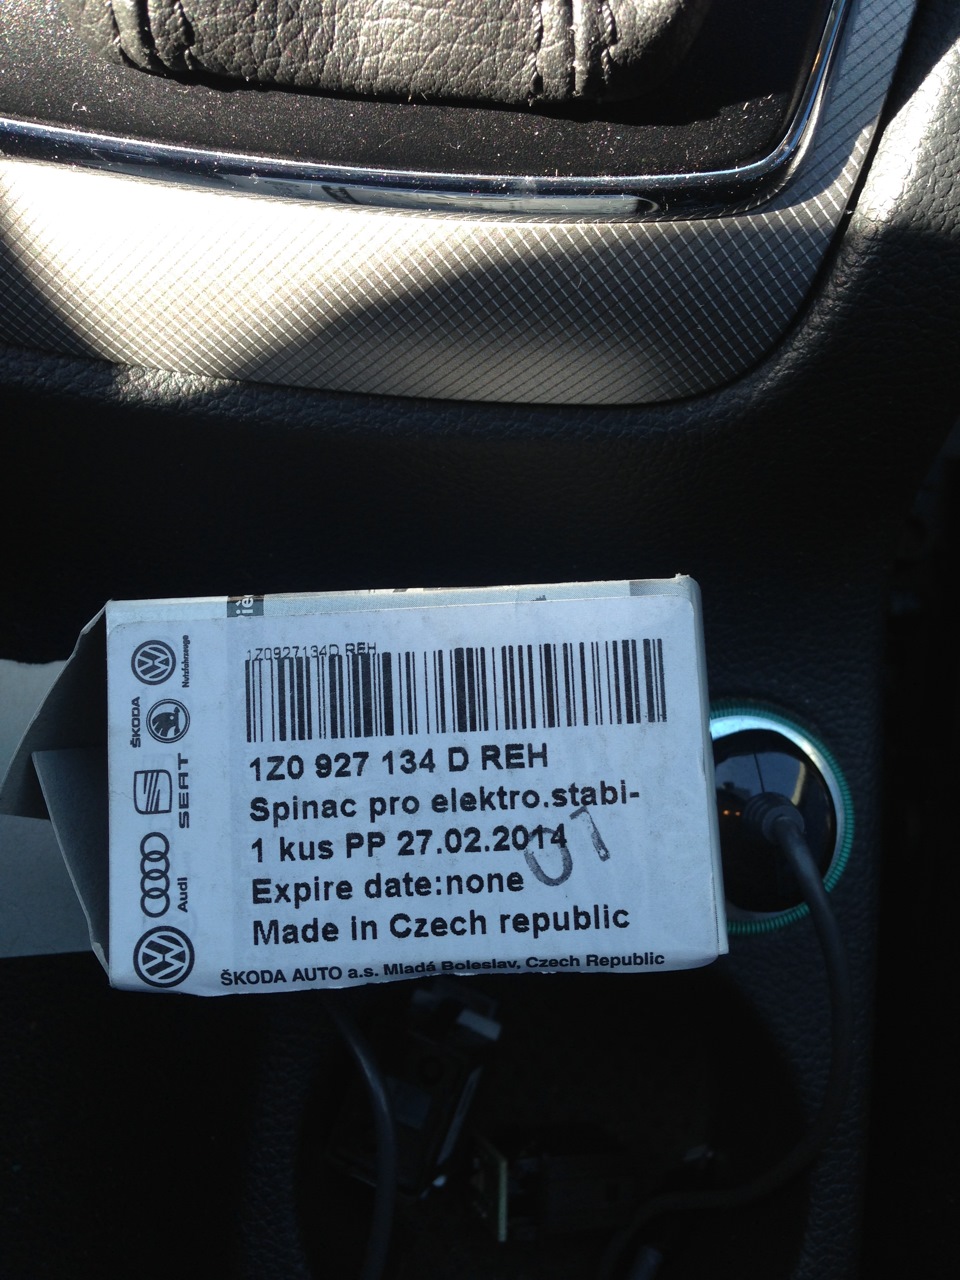 iè
Nutzfahrzeuge
ŠKODA
SEAT
Audi
1Z0927134D REH
1Z0 927 134 D REH
Spinac pro elektro.stabi-
1 kus PP 27.02.2014
07
Expire date:none
Made in Czech republic
ŠKODA AUTO a.s. Mladá Boleslav, Czech Republic